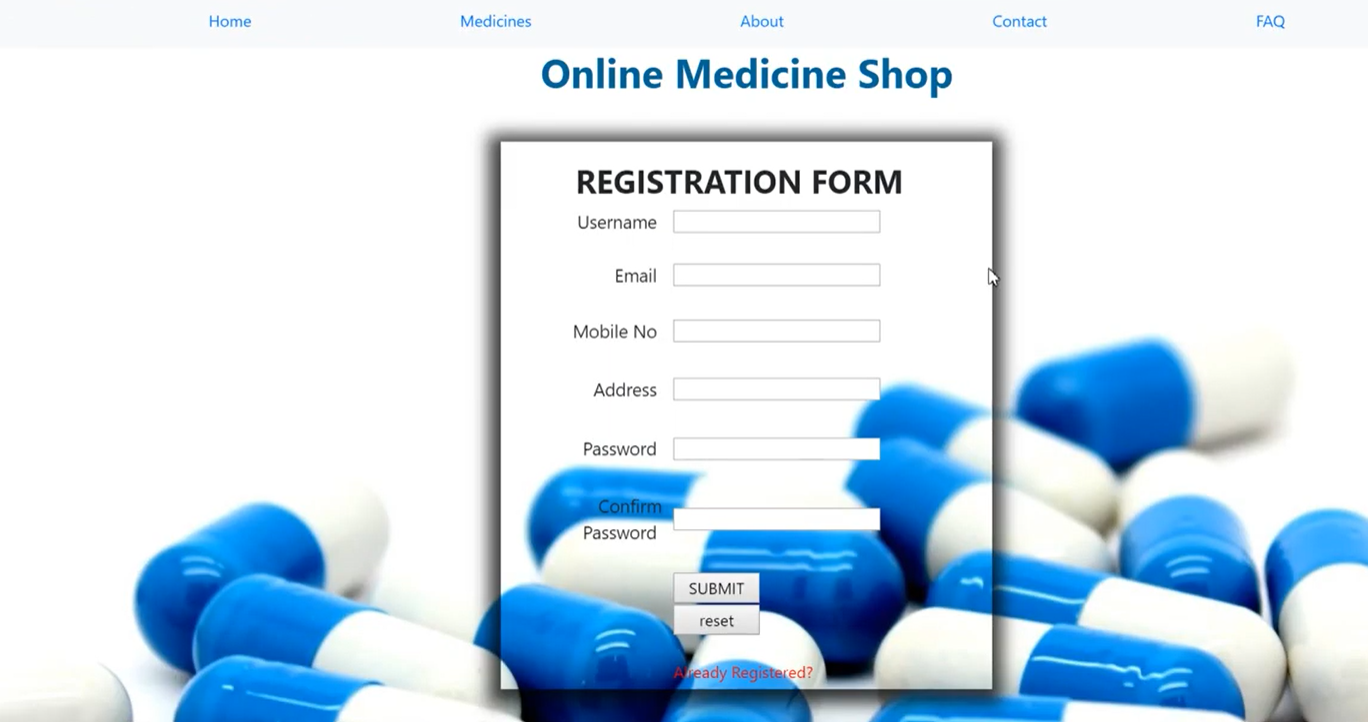 Home Medicines About Contact FAQ
Online Medicine Shop
REGISTRATION FORM
Username
Email
Mobile No
Address
Password
Confirm
Password
SUBMIT
reset
Already Registered?